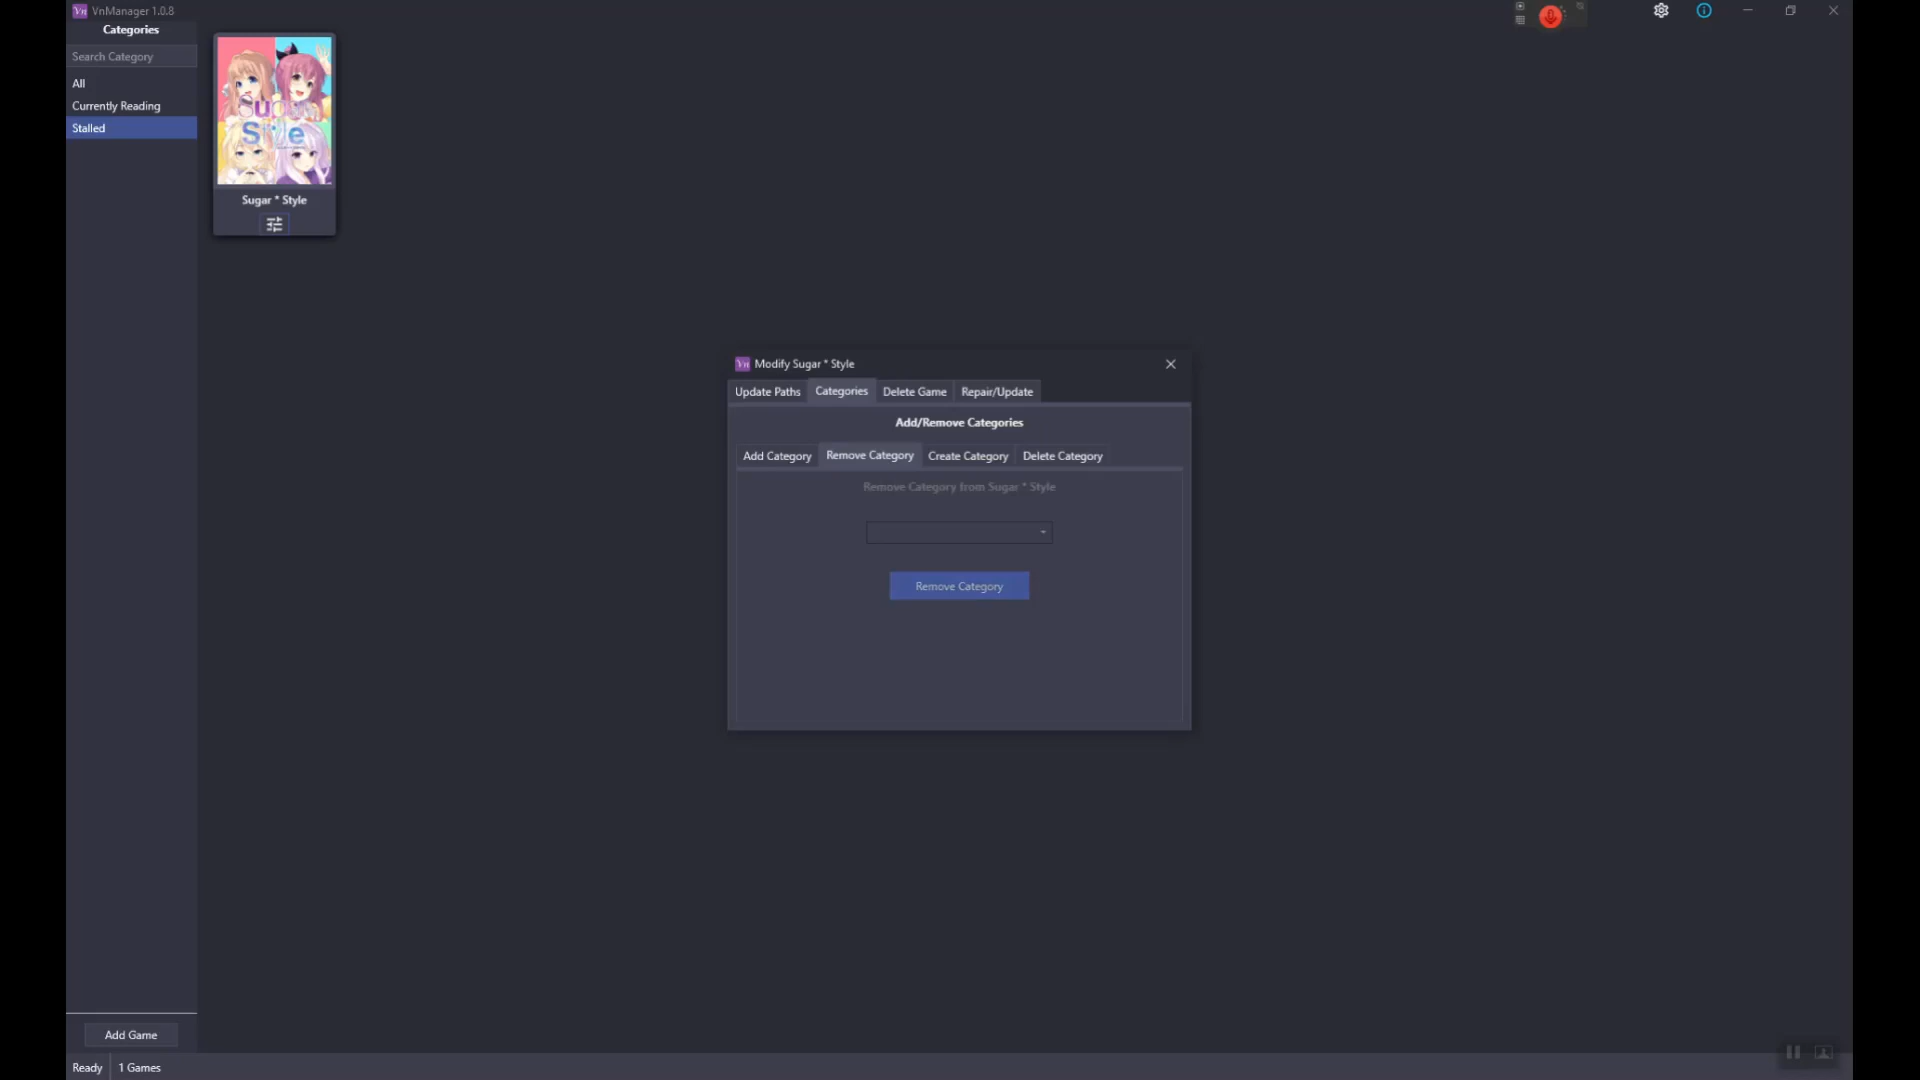 Vn VnManager 1.0.8
Categories
Search Category
All
Currently Reading
Stalled
Sugar
Style
Sugar * Style
Vn Modify Sugar * Style
Update Paths Categories Delete Game Repair/Update
Add/Remove Categories
Add Category Remove Category Create Category Delete Category
Remove Category from Sugar * Style
Remove Category
Add Game
Ready 1 Games